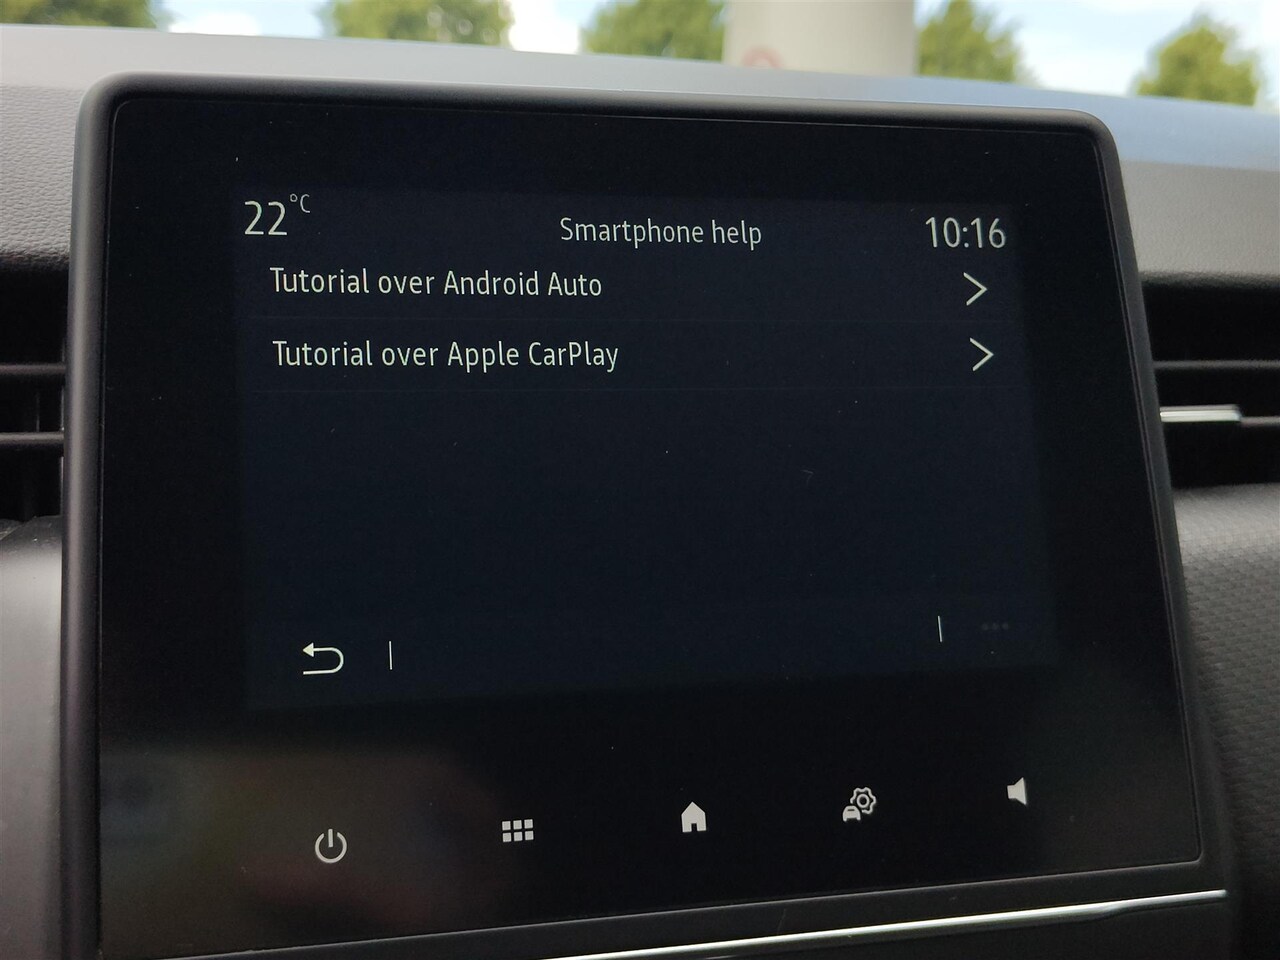 22°C Smartphone help 10:16
Tutorial over Android Auto
Tutorial over Apple CarPlay